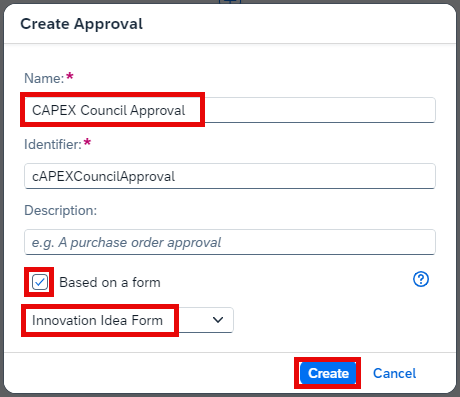 Create Approval
Name:*
CAPEX Council Approval
Identifier:*
cAPEXCouncilApproval
Description:
e.g. A purchase order approval
Based on a form
?
Innovation Idea Form
Create Cancel